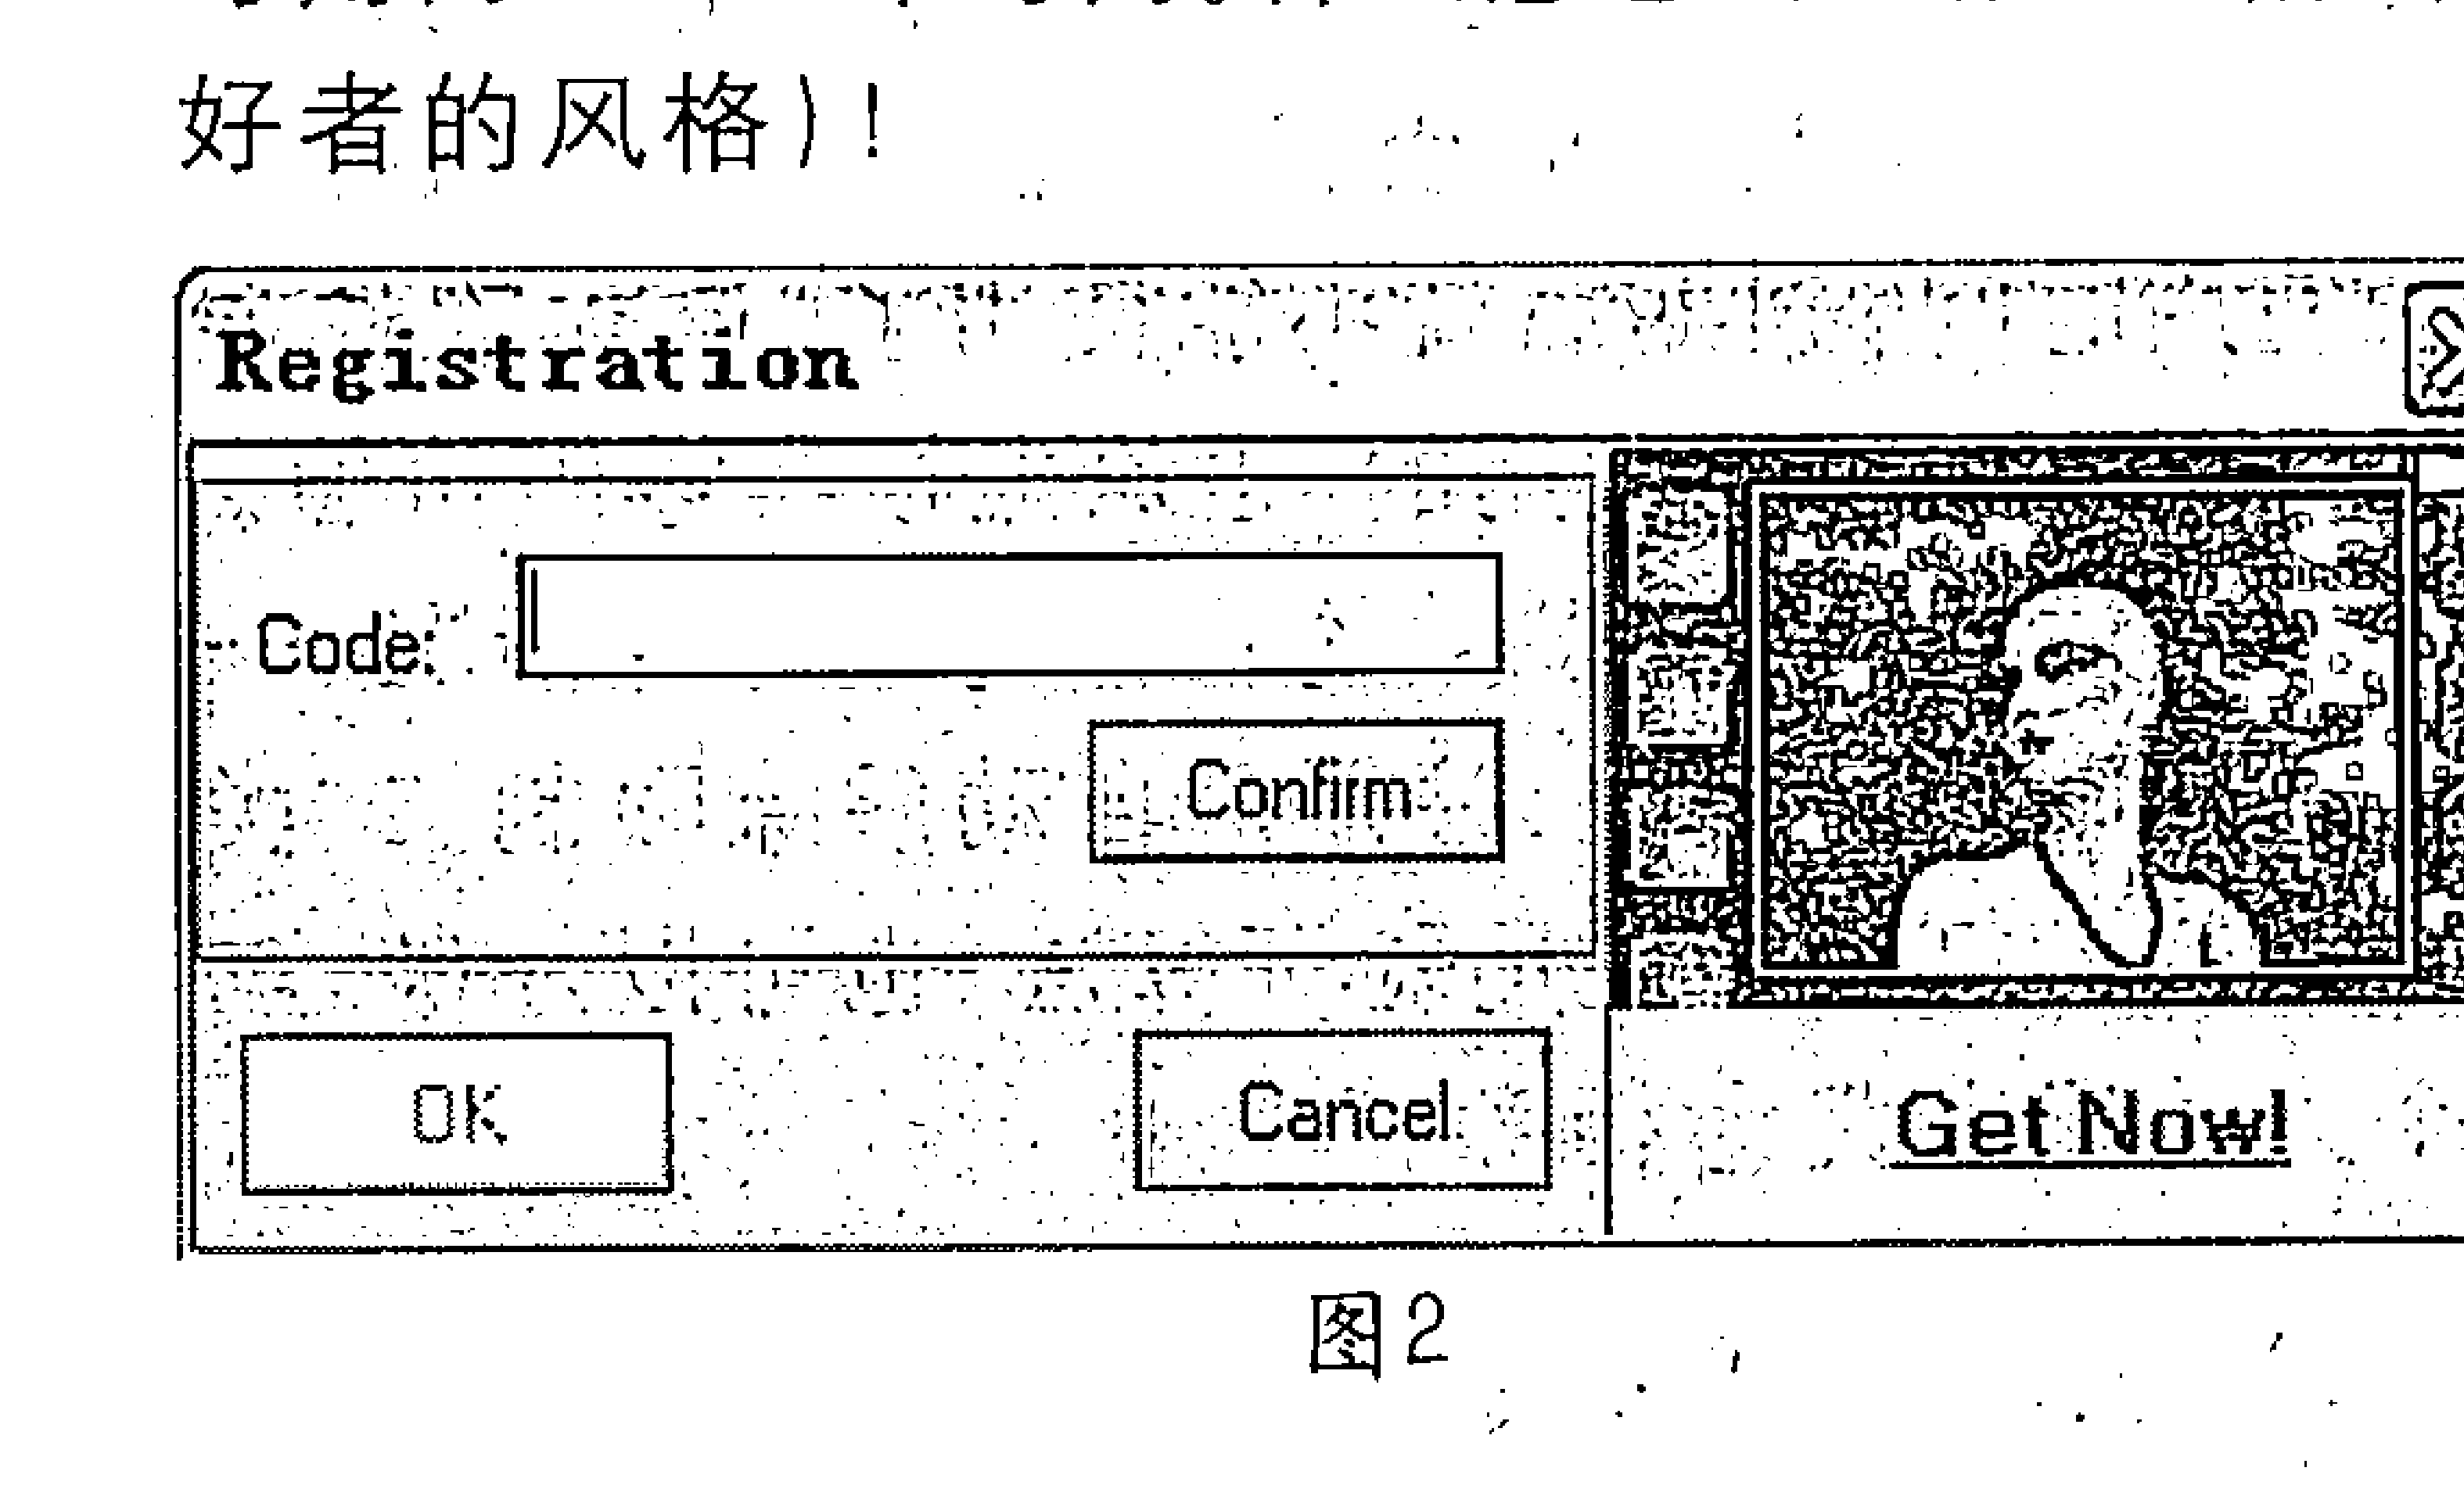 好者的风格)!
Registration
Code:
Confirm
OK
Cancel
Get Now!
图2